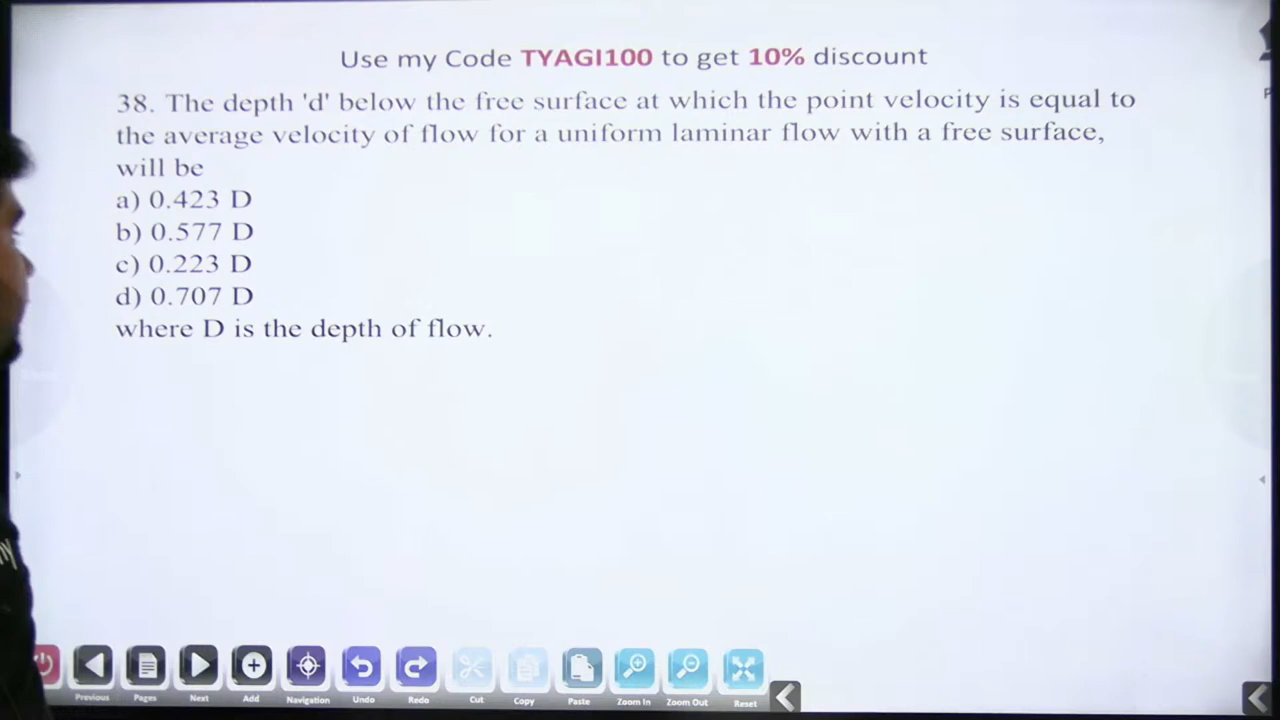 Use my Code TYAGI100 to get 10% discount
38. The depth 'd' below the free surface at which the point velocity is equal to
the average velocity of flow for a uniform laminar flow with a free surface,
will be
a) 0.423 D
b) 0.577 D
c) 0.223 D
d) 0.707 D
where D is the depth of flow.
Previous Pages Next Add Navigation Undo Redo Cut Copy Paste Zoom In Zoom Out Reset